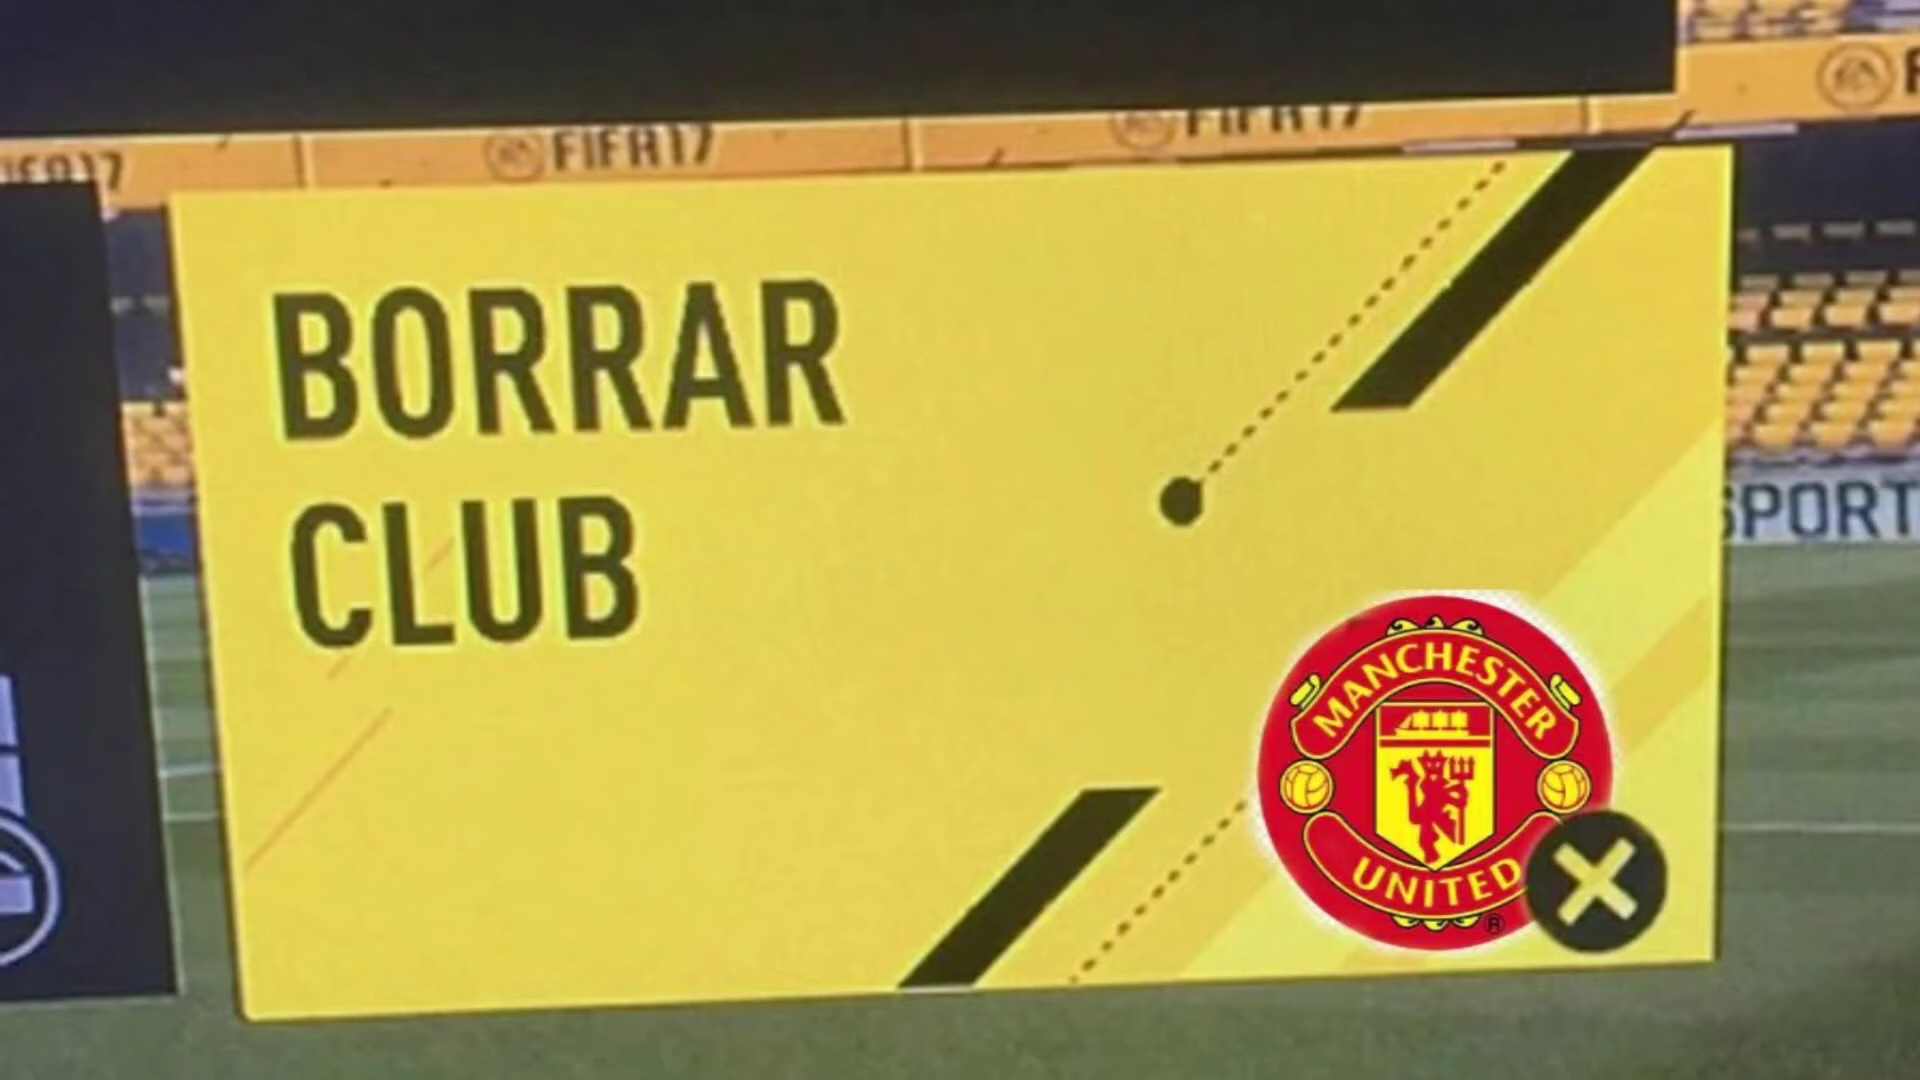 FIFA 17
FIFA 17
BORRAR
CLUB
SPORT
MANCHESTER
UNITED
®